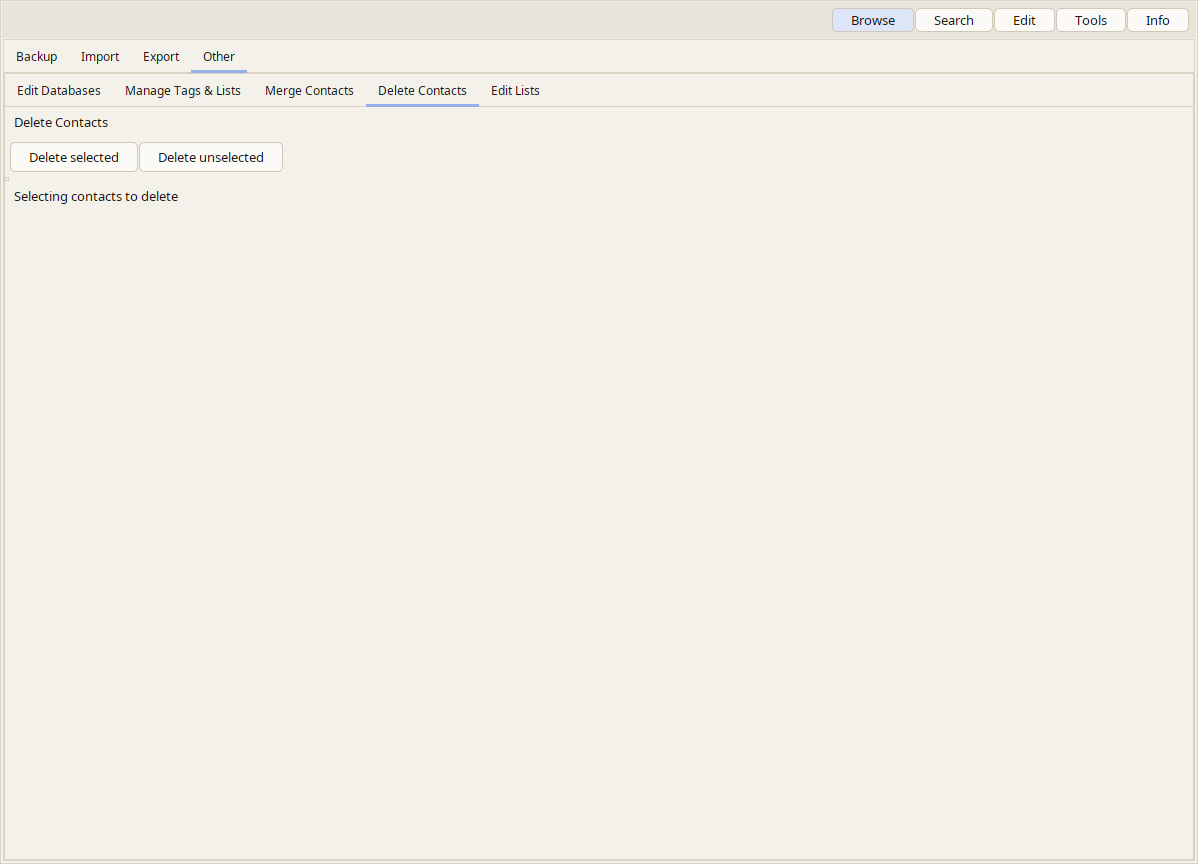 Browse Search Edit Tools Info
Backup Import Export Other
Edit Databases Manage Tags & Lists Merge Contacts Delete Contacts Edit Lists
Delete Contacts
Delete selected Delete unselected
Selecting contacts to delete